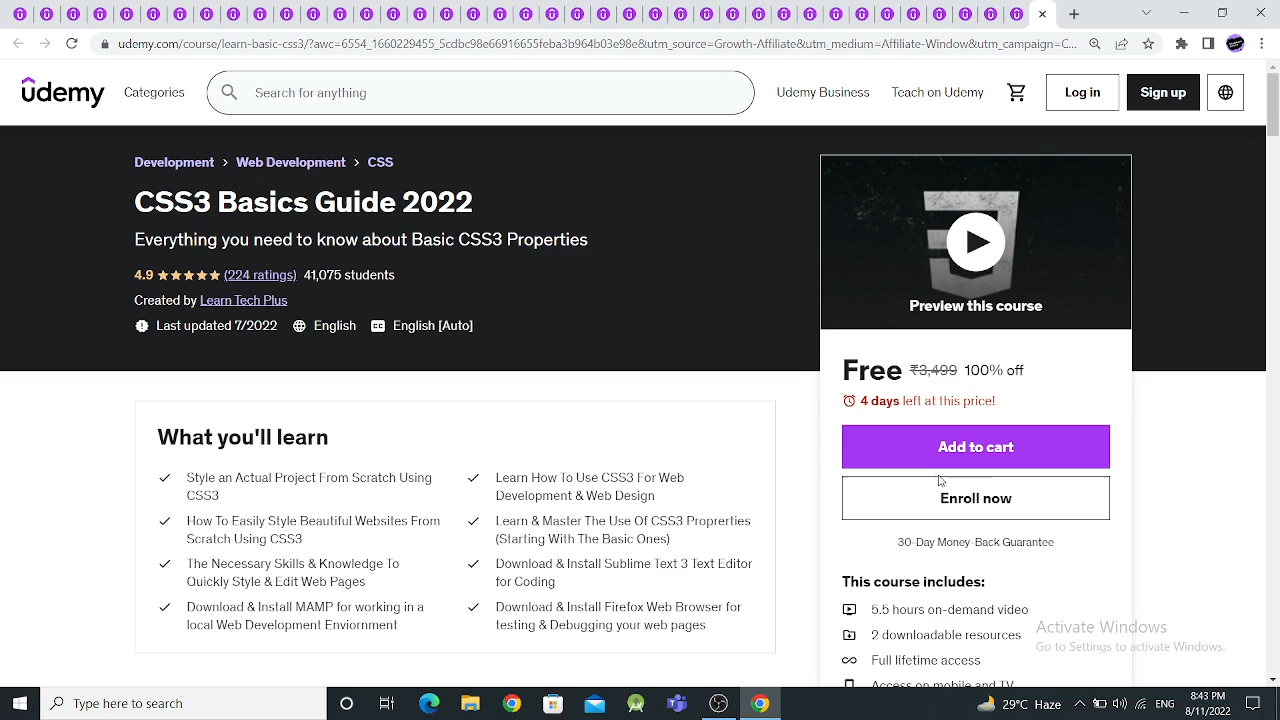 udemy.com/course/learn-basic-css3/?awc=6554_1660229455_5cdbc98e6691665f1eba3b964b03e98e&utm_source=Growth-Affiliate&utm_medium=Affiliate-Window&utm_campaign=C...
udemy
Categories
Search for anything
Udemy Business
Teach on Udemy
Log in
Sign up
Development > Web Development > CSS
CSS3 Basics Guide 2022
Everything you need to know about Basic CSS3 Properties
4.9 (224 ratings) 41,075 students
Created by Learn Tech Plus
Last updated 7/2022 English CC English [Auto]
Preview this course
Free ₹3,499 100% off
4 days left at this price!
Add to cart
Enroll now
30-Day Money-Back Guarantee
This course includes:
5.5 hours on-demand video
2 downloadable resources
Full lifetime access
Access on mobile and TV
What you'll learn
Style an Actual Project From Scratch Using
CSS3
How To Easily Style Beautiful Websites From
Scratch Using CSS3
The Necessary Skills & Knowledge To
Quickly Style & Edit Web Pages
Download & Install MAMP for working in a
local Web Development Enviornment
Learn How To Use CSS3 For Web
Development & Web Design
Learn & Master The Use Of CSS3 Proprerties
(Starting With The Basic Ones)
Download & Install Sublime Text 3 Text Editor
for Coding
Download & Install Firefox Web Browser for
testing & Debugging your web pages
Activate Windows
Go to Settings to activate Windows.
Type here to search
29°C Haze
ENG
8:43 PM
8/11/2022